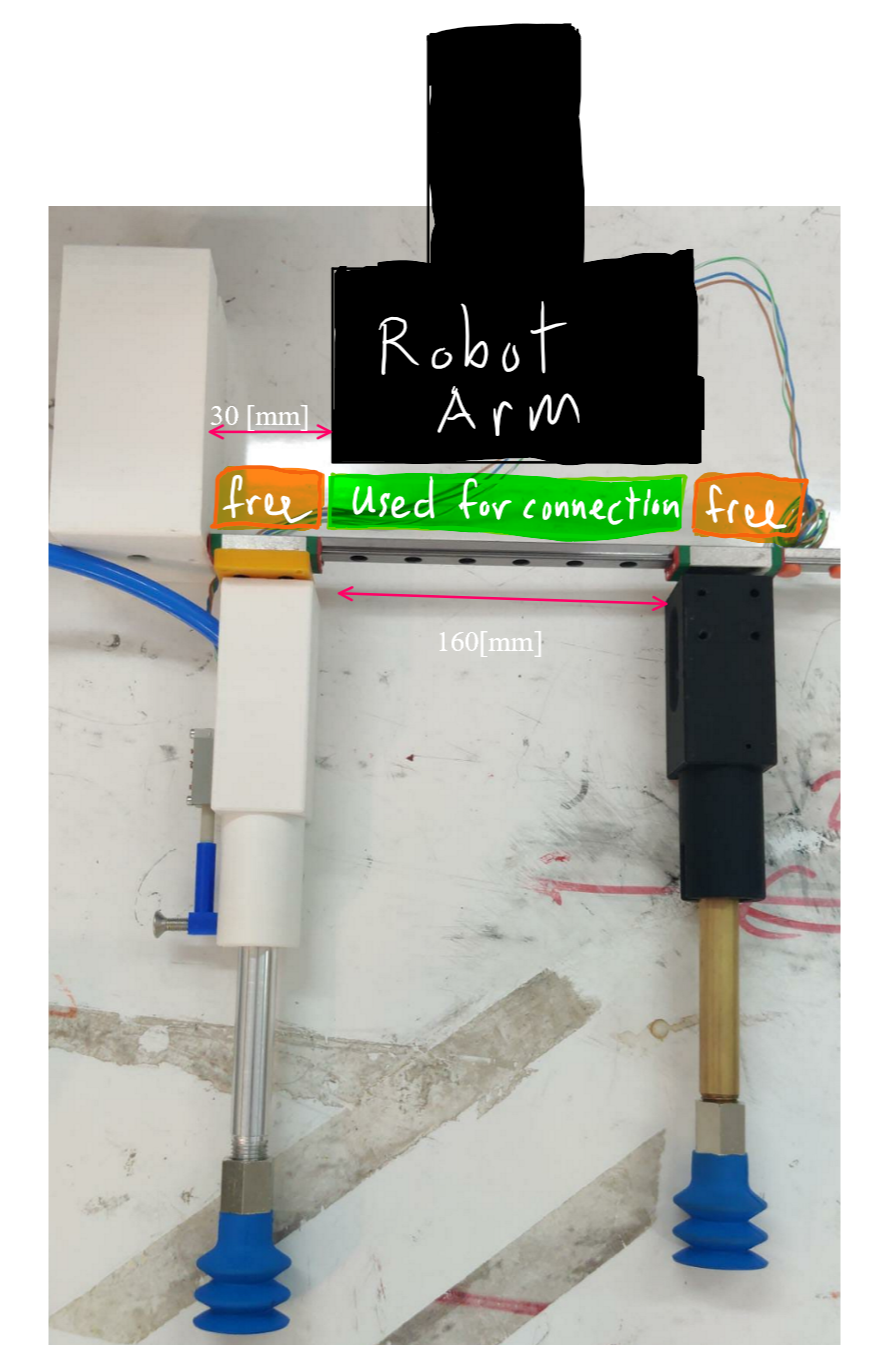 Robot
Arm
30 [mm]
free used for connection free
160[mm]